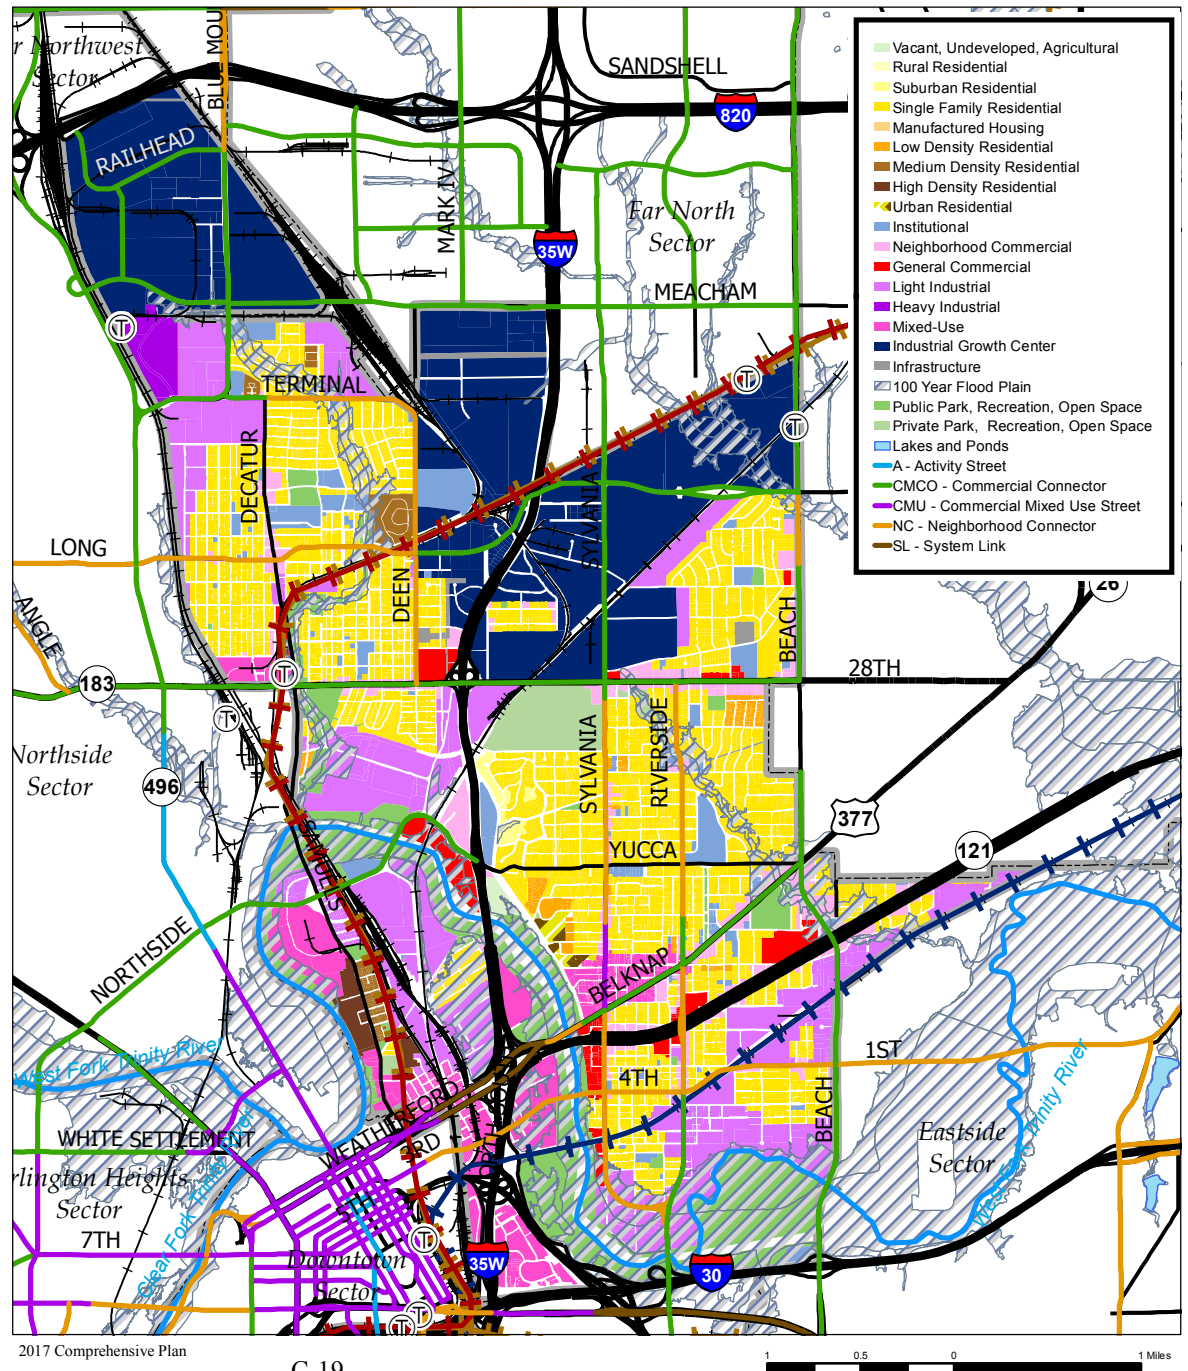 r Northwest
Sector
BLUE MOU
SANDSHELL
820
RAILHEAD
MARK IV
Far North
Sector
35W
MEACHAM
T
T
TERMINAL
T
DECATUR
SYLVANIA
LONG
DEEN
ANGLE
BEACH
26
28TH
183
T
T
Northside
Sector
496
SYLVANIA
RIVERSIDE
377
SAMUELS
YUCCA
121
NORTHSIDE
BELKNAP
West Fork Trinity River
1ST
4TH
BEACH
WEATHERFORD
3RD
WHITE SETTLEMENT
Eastside
Sector
West Fork Trinity River
rlington Heights
Sector
Clear Fork Trinity River
5TH
7TH
T
Downtown
Sector
35W
30
T
T
Vacant, Undeveloped, Agricultural
Rural Residential
Suburban Residential
Single Family Residential
Manufactured Housing
Low Density Residential
Medium Density Residential
High Density Residential
Urban Residential
Institutional
Neighborhood Commercial
General Commercial
Light Industrial
Heavy Industrial
Mixed-Use
Industrial Growth Center
Infrastructure
100 Year Flood Plain
Public Park, Recreation, Open Space
Private Park, Recreation, Open Space
Lakes and Ponds
A - Activity Street
CMCO - Commercial Connector
CMU - Commercial Mixed Use Street
NC - Neighborhood Connector
SL - System Link
2017 Comprehensive Plan
C-19
1 0.5 0 1 Miles